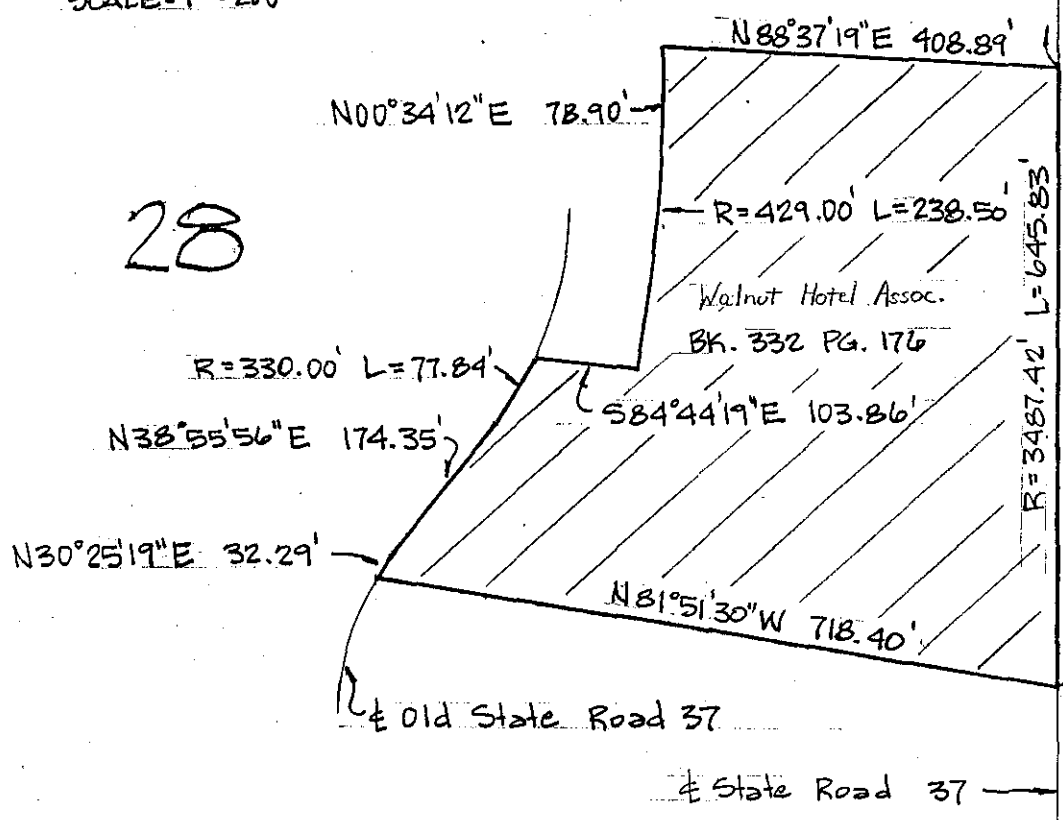 N88°37'19"E 408.89'
N00°34'12"E 78.90'
28
R=429.00' L=238.50'
Walnut Hotel Assoc.
BK. 332 PG. 176
R=3487.42' L=645.83'
R=330.00' L=77.84'
S84°44'19"E 103.86'
N38°55'56"E 174.35'
N30°25'19"E 32.29'
N81°51'30"W 718.40'
℄ Old State Road 37
℄ State Road 37